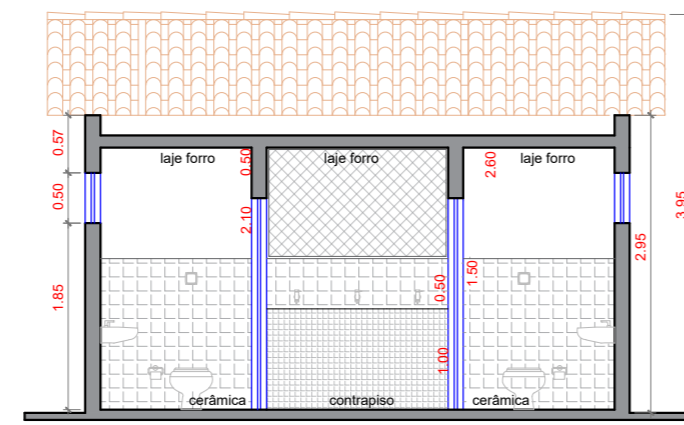 0.57
0.50
1.85
laje forro
0.50
2.10
laje forro
2.60
laje forro
3.95
2.95
1.50
0.50
1.00
cerâmica
contrapiso
cerâmica